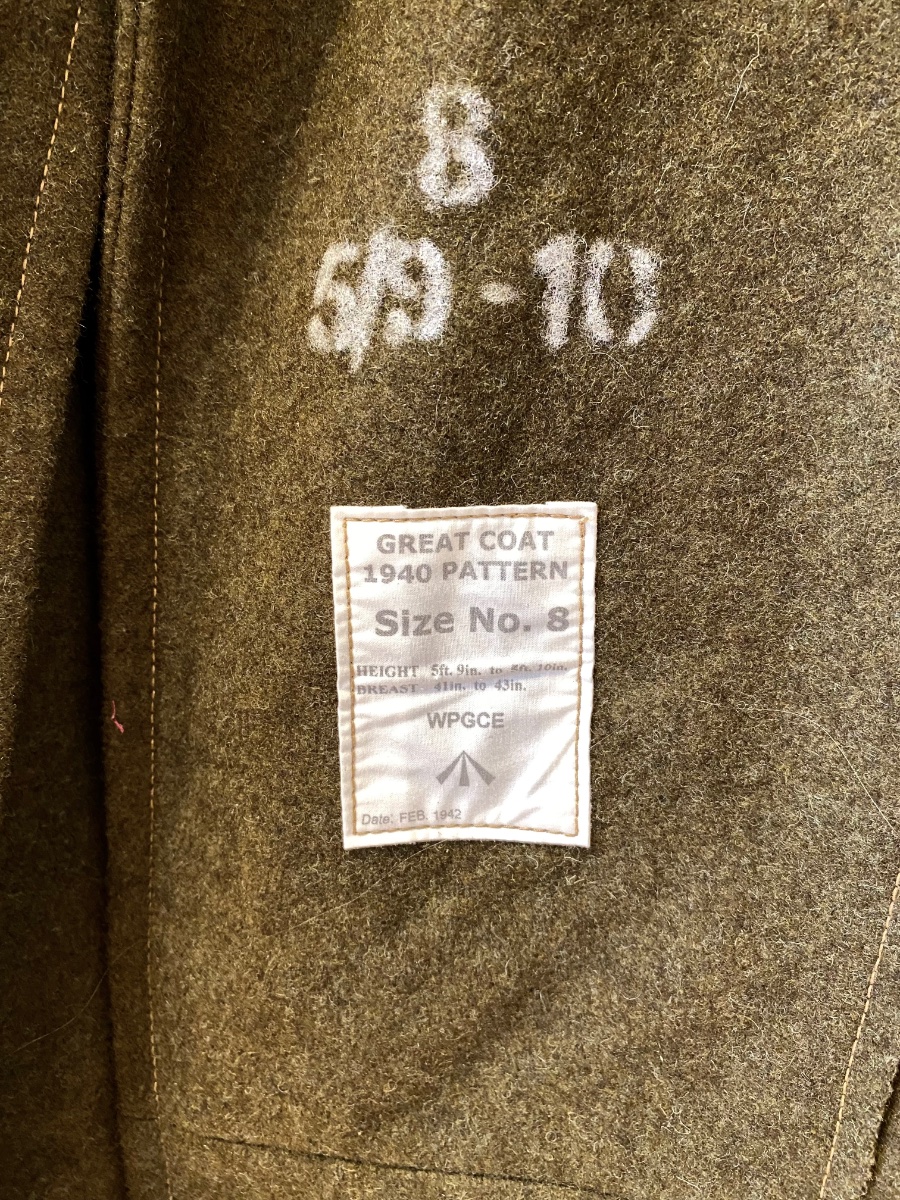 8
5/9 - 10
GREAT COAT
1940 PATTERN
Size No. 8
HEIGHT 5ft. 9in. to 5ft. 10in.
BREAST 41in. to 43in.
WPGCE
Date: FEB. 1942